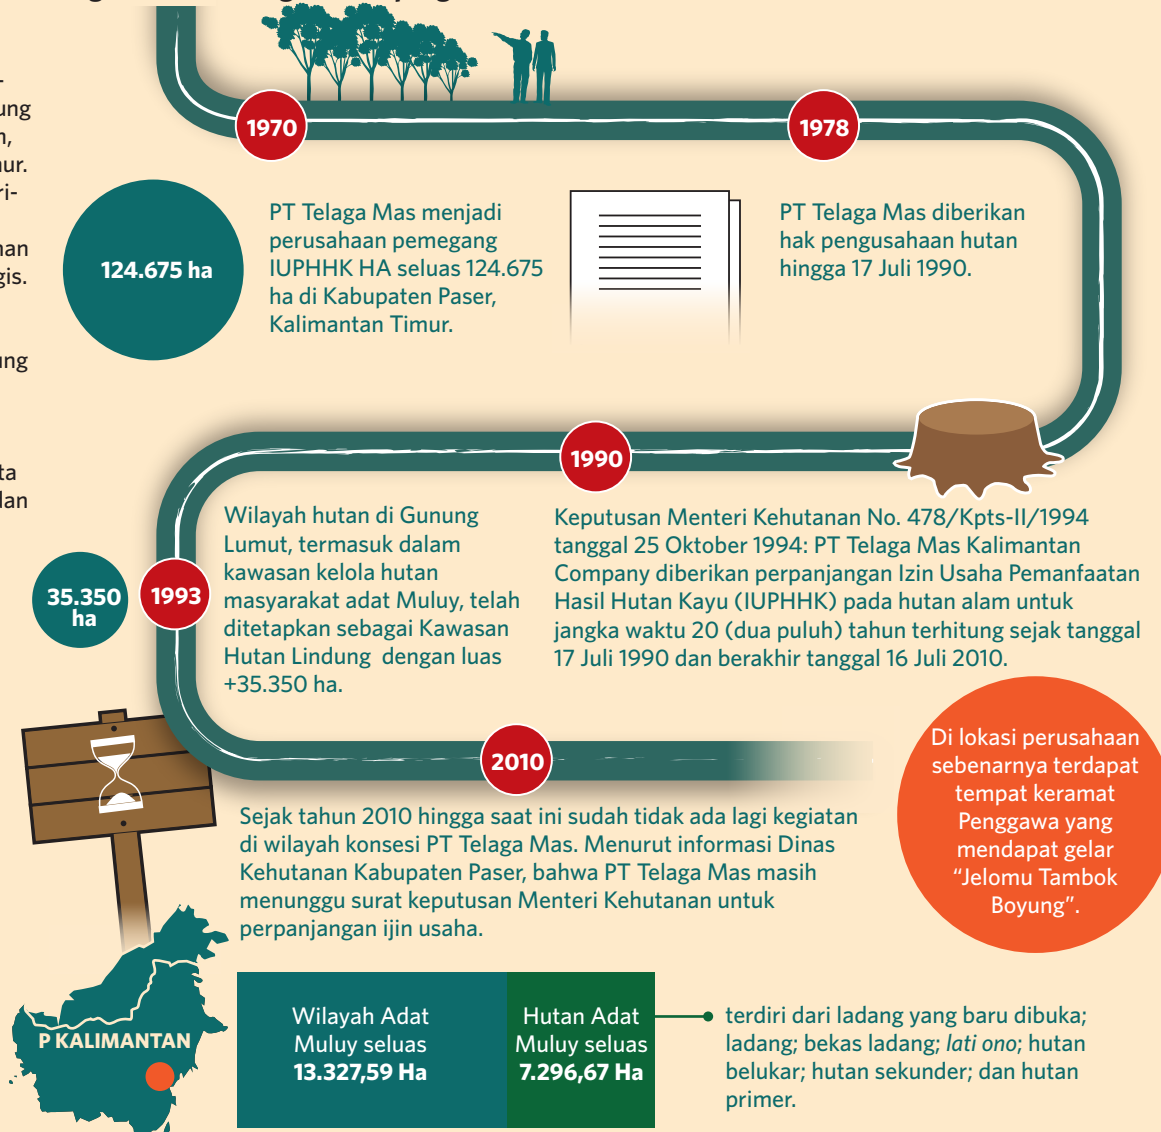 ung
1970
1978
124.675 ha
PT Telaga Mas menjadi
perusahaan pemegang
IUPHHK HA seluas 124.675
ha di Kabupaten Paser,
Kalimantan Timur.
PT Telaga Mas diberikan
hak pengusahaan hutan
hingga 17 Juli 1990.
gis.
ung
ta
dan
1990
Keputusan Menteri Kehutanan No. 478/Kpts-II/1994
tanggal 25 Oktober 1994: PT Telaga Mas Kalimantan
Company diberikan perpanjangan Izin Usaha Pemanfaatan
Hasil Hutan Kayu (IUPHHK) pada hutan alam untuk
jangka waktu 20 (dua puluh) tahun terhitung sejak tanggal
17 Juli 1990 dan berakhir tanggal 16 Juli 2010.
35.350
ha
1993
Wilayah hutan di Gunung
Lumut, termasuk dalam
kawasan kelola hutan
masyarakat adat Muluy, telah
ditetapkan sebagai Kawasan
Hutan Lindung dengan luas
+35.350 ha.
Di lokasi perusahaan
sebenarnya terdapat
tempat keramat
Penggawa yang
mendapat gelar
“Jelomu Tambok
Boyung”.
2010
Sejak tahun 2010 hingga saat ini sudah tidak ada lagi kegiatan
di wilayah konsesi PT Telaga Mas. Menurut informasi Dinas
Kehutanan Kabupaten Paser, bahwa PT Telaga Mas masih
menunggu surat keputusan Menteri Kehutanan untuk
perpanjangan ijin usaha.
P KALIMANTAN
Wilayah Adat
Muluy seluas
13.327,59 Ha
Hutan Adat
Muluy seluas
7.296,67 Ha
terdiri dari ladang yang baru dibuka;
ladang; bekas ladang; lati ono; hutan
belukar; hutan sekunder; dan hutan
primer.